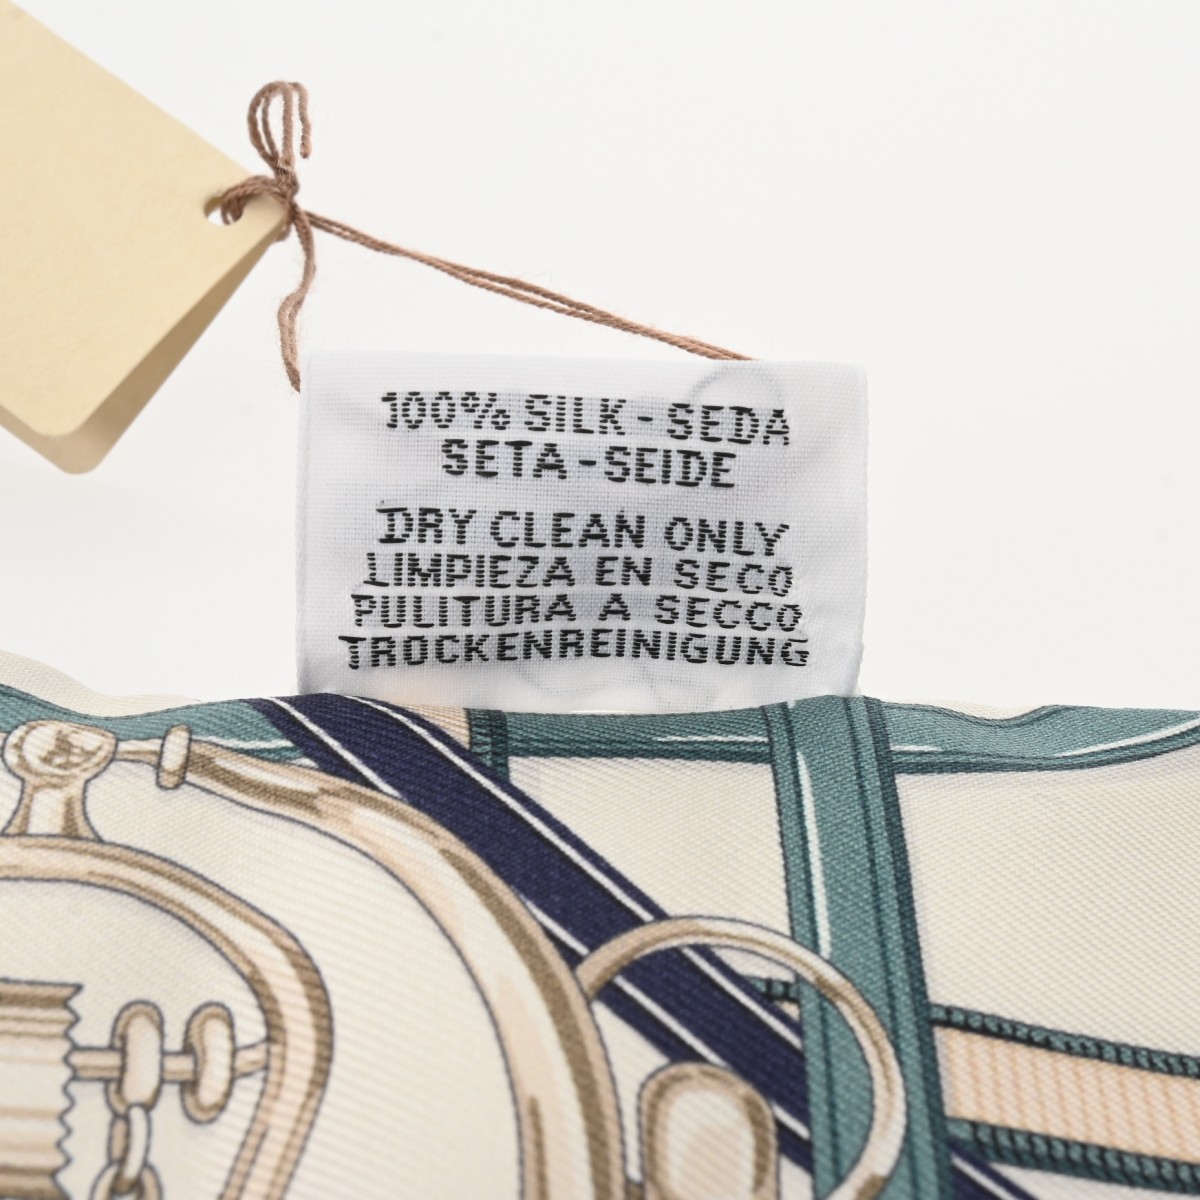 100% SILK - SEDA
SETA - SEIDE
DRY CLEAN ONLY
LIMPIEZA EN SECO
PULITURA A SECCO
TROCKENREINIGUNG